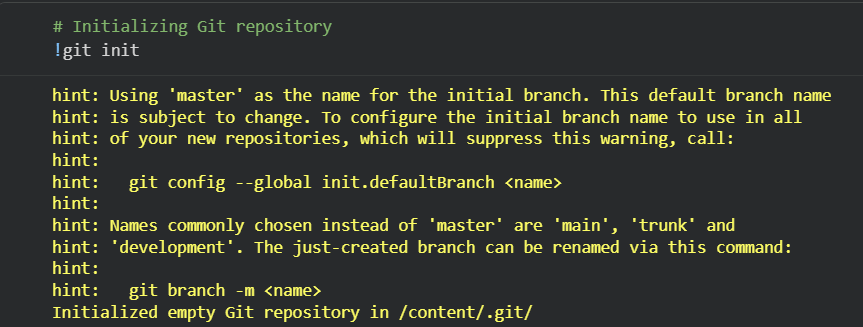 # Initializing Git repository
!git init
hint: Using 'master' as the name for the initial branch. This default branch name
hint: is subject to change. To configure the initial branch name to use in all
hint: of your new repositories, which will suppress this warning, call:
hint:
hint:   git config --global init.defaultBranch <name>
hint:
hint: Names commonly chosen instead of 'master' are 'main', 'trunk' and
hint: 'development'. The just-created branch can be renamed via this command:
hint:
hint:   git branch -m <name>
Initialized empty Git repository in /content/.git/